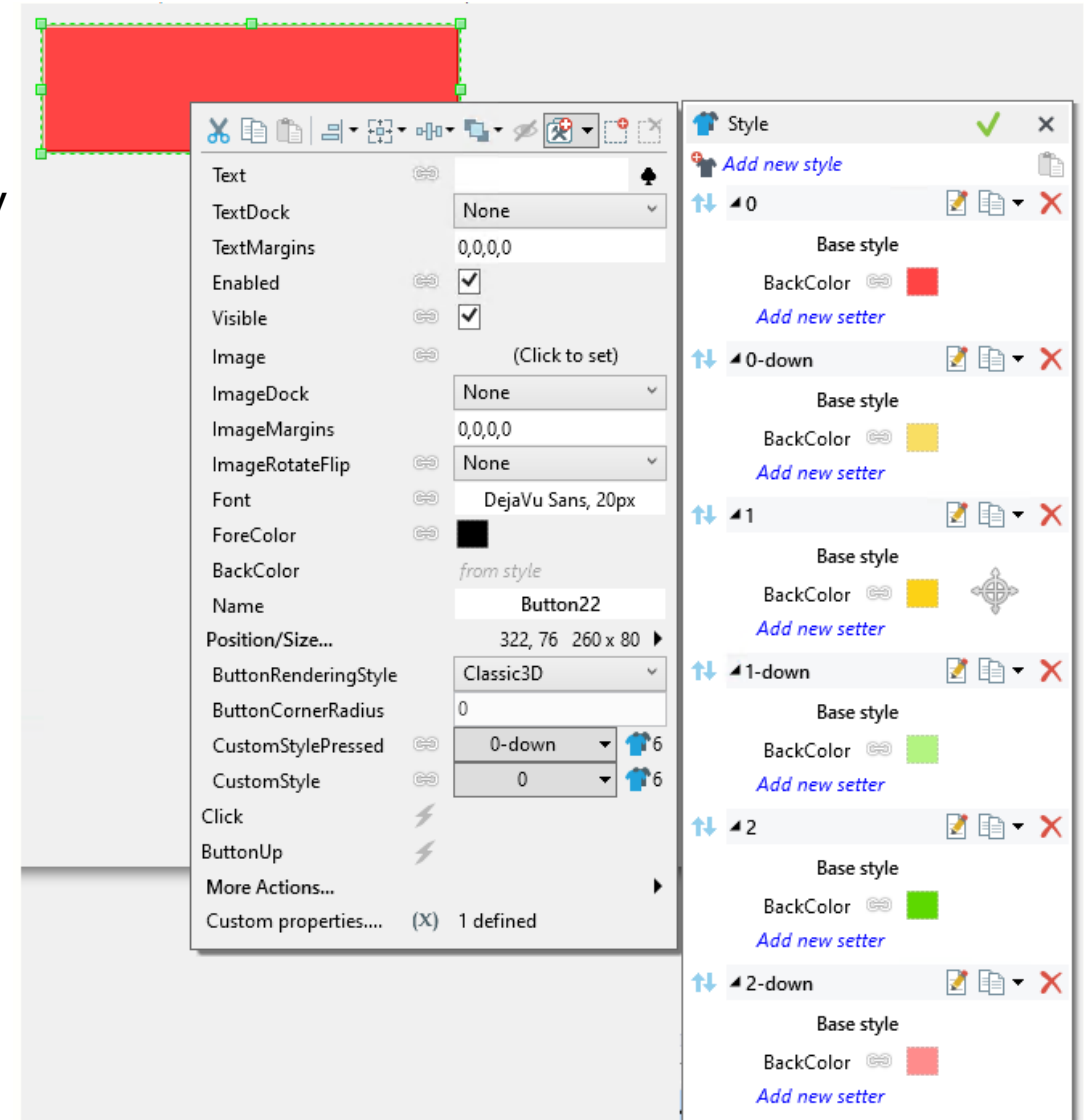 Text
TextDock None
TextMargins 0,0,0,0
Enabled
Visible
Image (Click to set)
ImageDock None
ImageMargins 0,0,0,0
ImageRotateFlip None
Font DejaVu Sans, 20px
ForeColor
BackColor from style
Name Button22
Position/Size... 322, 76 260 x 80
ButtonRenderingStyle Classic3D
ButtonCornerRadius 0
CustomStylePressed 0-down 6
CustomStyle 0 6
Click
ButtonUp
More Actions...
Custom properties.... (X) 1 defined
Style
Add new style
0
Base style
BackColor
Add new setter
0-down
Base style
BackColor
Add new setter
1
Base style
BackColor
Add new setter
1-down
Base style
BackColor
Add new setter
2
Base style
BackColor
Add new setter
2-down
Base style
BackColor
Add new setter